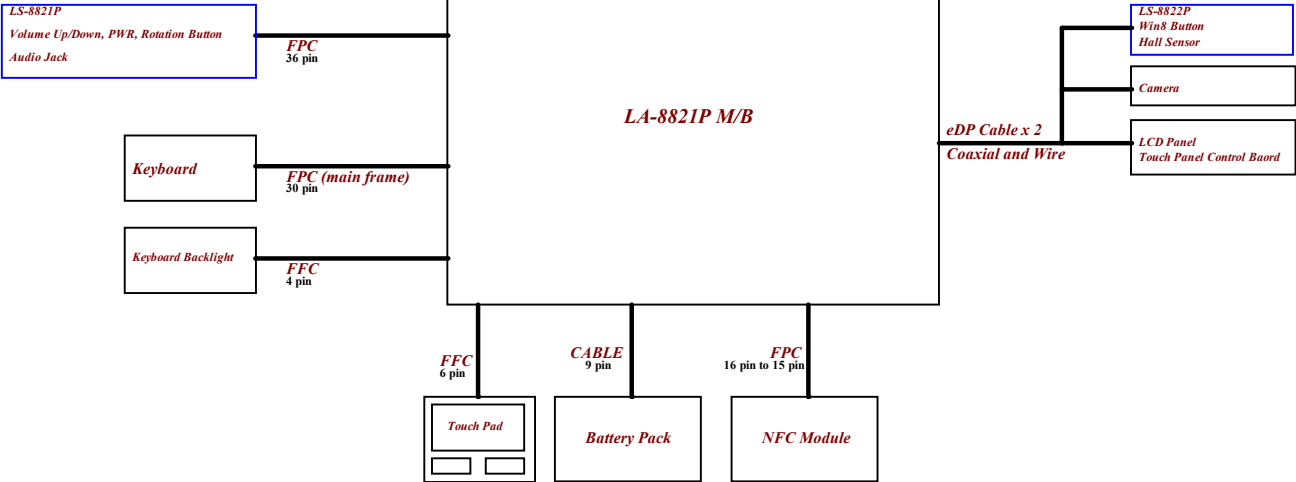 LS-8821P
Volume Up/Down, PWR, Rotation Button
Audio Jack
FPC
36 pin
Keyboard
FPC (main frame)
30 pin
Keyboard Backlight
FFC
4 pin
LA-8821P M/B
eDP Cable x 2
Coaxial and Wire
LS-8822P
Win8 Button
Hall Sensor
Camera
LCD Panel
Touch Panel Control Baord
FFC
6 pin
Touch Pad
CABLE
9 pin
Battery Pack
FPC
16 pin to 15 pin
NFC Module